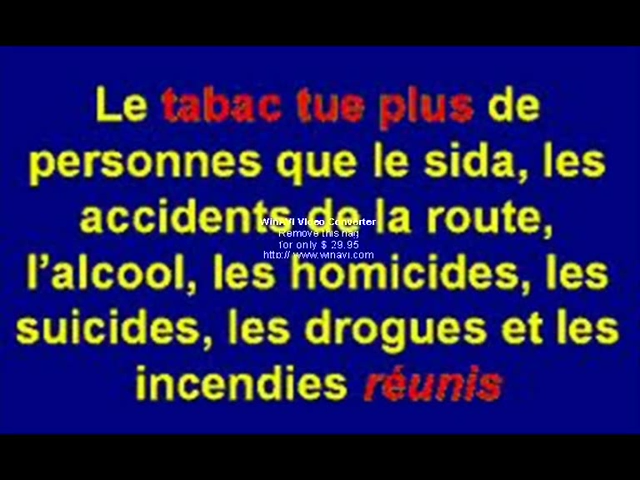 Le tabac tue plus de
personnes que le sida, les
accidents de la route,
l'alcool, les homicides, les
suicides, les drogues et les
incendies réunis
WinAVI Video Converter
Remove this nag
for only $ 29.95
http:// www.winavi.com